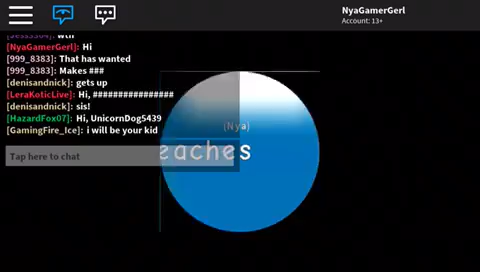 NyaGamerGerl
Account: 13+
[NyaGamerGerl]: Hi
[999_8383]: That has wanted
[999_8383]: Makes ###
[denisandnick]: gets up
[LeraKoticLive]: Hi, ###############
[denisandnick]: sis!
[HazardFox07]: Hi, UnicornDog5439
[GamingFire_Ice]: i will be your kid
(Nya)
eaches
Tap here to chat